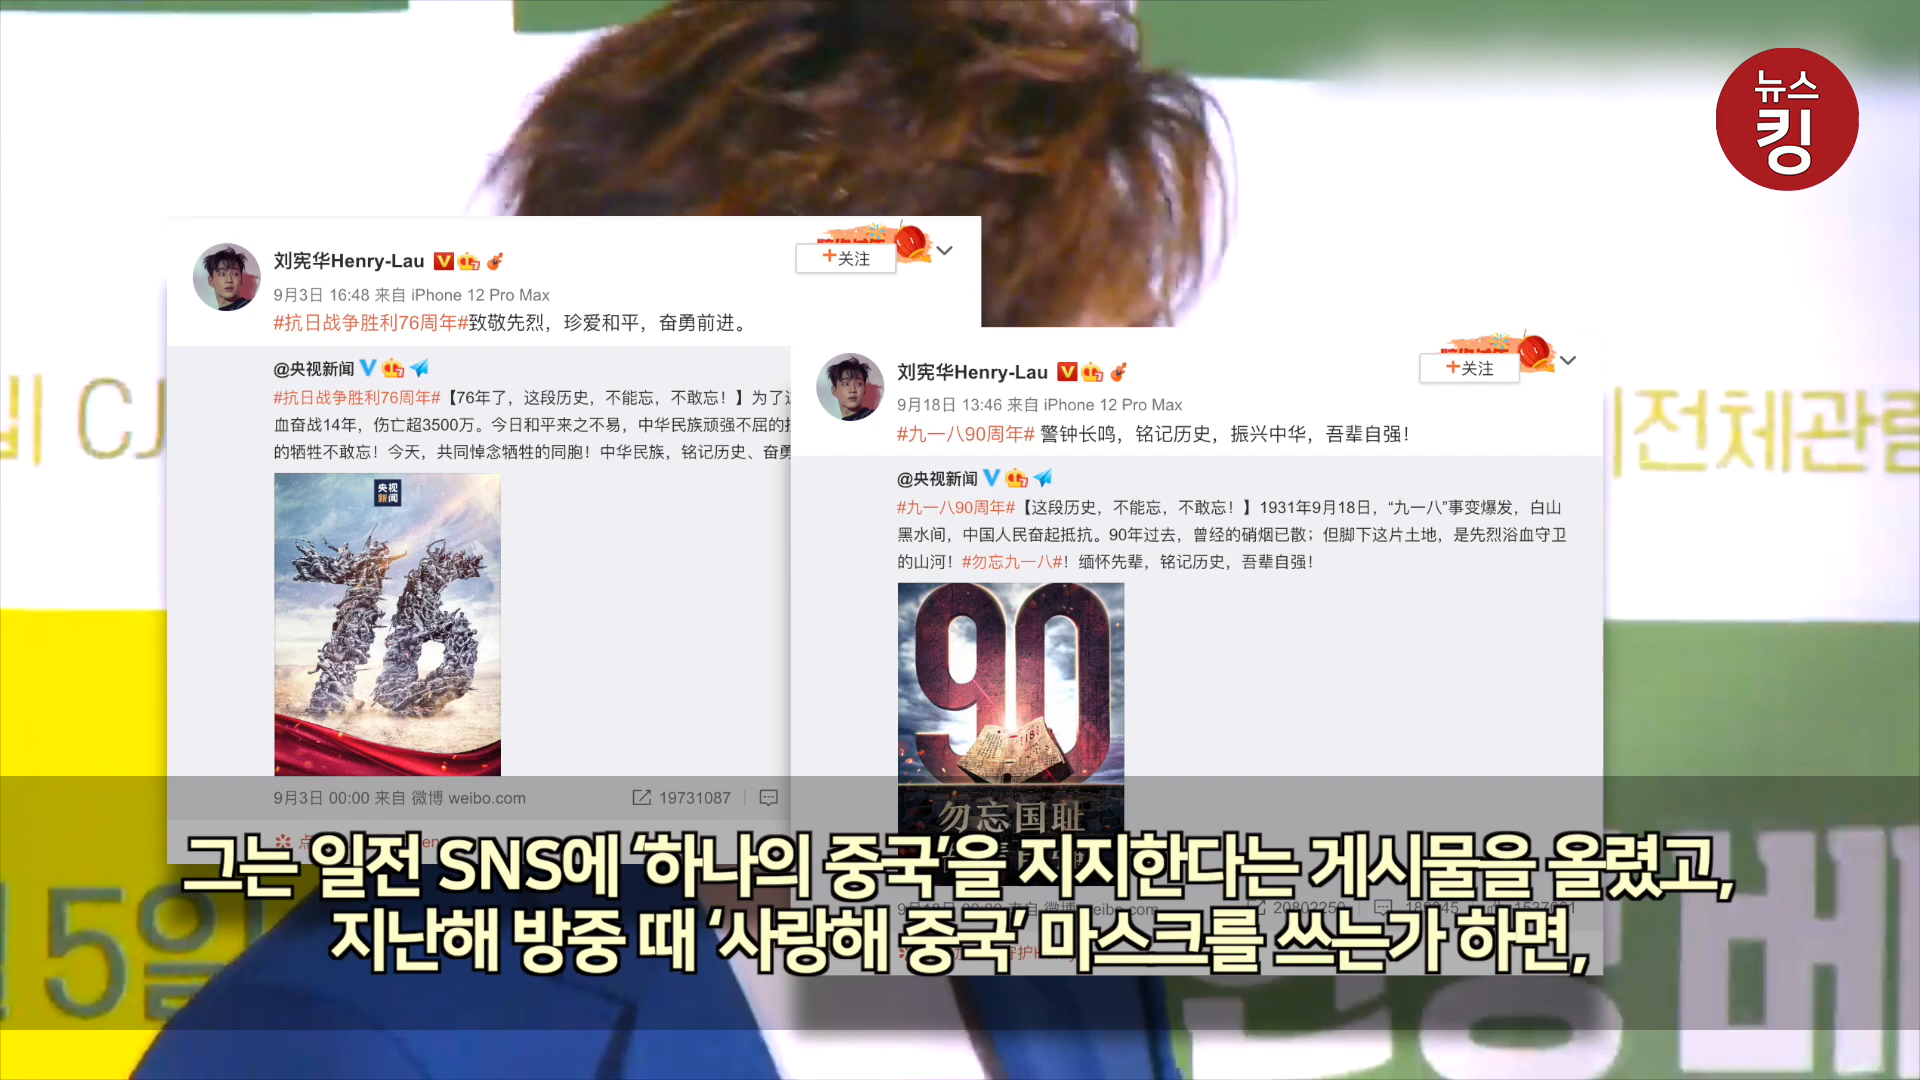 뉴스
킹
刘宪华Henry-Lau
+关注
9月3日 16:48 来自 iPhone 12 Pro Max
#抗日战争胜利76周年#致敬先烈，珍爱和平，奋勇前进。
@央视新闻
#抗日战争胜利76周年#【76年了，这段历史，不能忘，不敢忘！】为了
血奋战14年，伤亡超3500万。今日和平来之不易，中华民族顽强不屈的
的牺牲不敢忘！今天，共同悼念牺牲的同胞！中华民族，铭记历史、奋勇
央视
新闻
76
9月3日 00:00 来自 微博 weibo.com
19731087
刘宪华Henry-Lau
+关注
9月18日 13:46 来自 iPhone 12 Pro Max
#九一八90周年# 警钟长鸣，铭记历史，振兴中华，吾辈自强！
@央视新闻
#九一八90周年#【这段历史，不能忘，不敢忘！】1931年9月18日，“九一八”事变爆发，白山
黑水间，中国人民奋起抵抗。90年过去，曾经的硝烟已散；但脚下这片土地，是先烈浴血守卫
的山河！#勿忘九一八#！缅怀先辈，铭记历史，吾辈自强！
90
勿忘国耻
CJ
전체관람
5일
그는 일전 SNS에 ‘하나의 중국’을 지지한다는 게시물을 올렸고,
지난해 방중 때 ‘사랑해 중국’ 마스크를 쓰는가 하면,